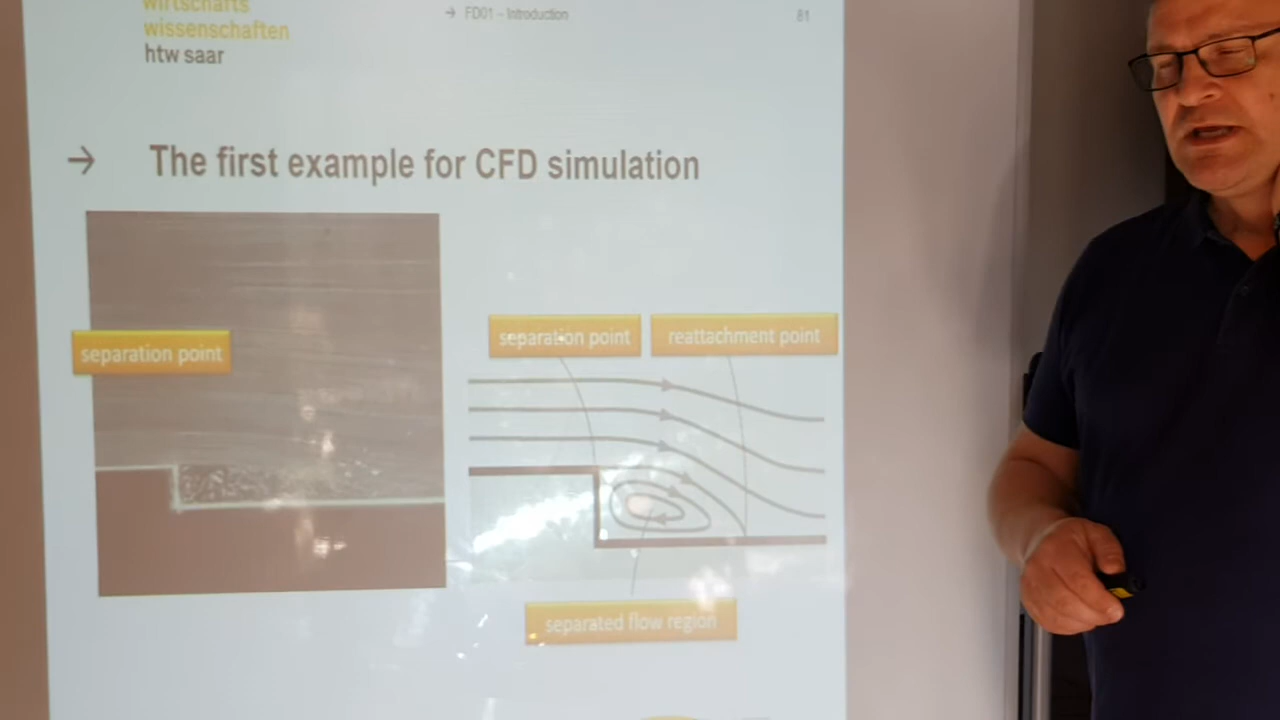 wirtschafts
wissenschaften
htw saar
→ FD01 – Introduction
81
→ The first example for CFD simulation
separation point
separation point
reattachment point
separated flow region